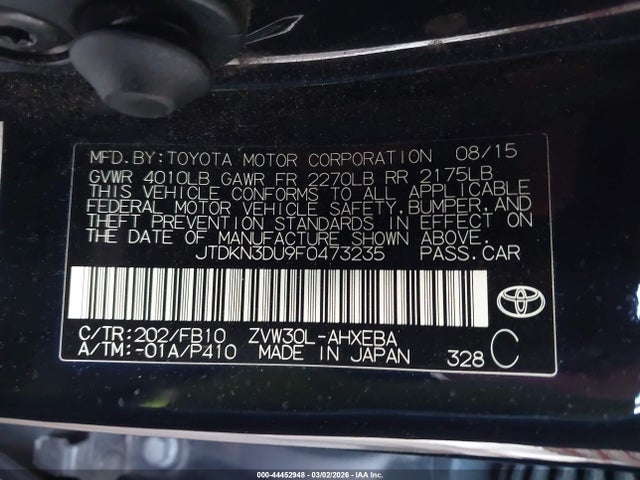 MFD. BY: TOYOTA MOTOR CORPORATION 08/15
GVWR 4010LB GAWR FR 2270LB RR 2175LB
THIS VEHICLE CONFORMS TO ALL APPLICABLE
FEDERAL MOTOR VEHICLE SAFETY, BUMPER, AND
THEFT PREVENTION STANDARDS IN EFFECT ON
THE DATE OF MANUFACTURE SHOWN ABOVE.
JTDKN3DU9F0473235 PASS. CAR
C/TR: 202/FB10 ZVW30L-AHXEBA
A/TM: -01A/P410 MADE IN JAPAN 328 C
000-44452948 | 03/02/2026 | IAA Inc.